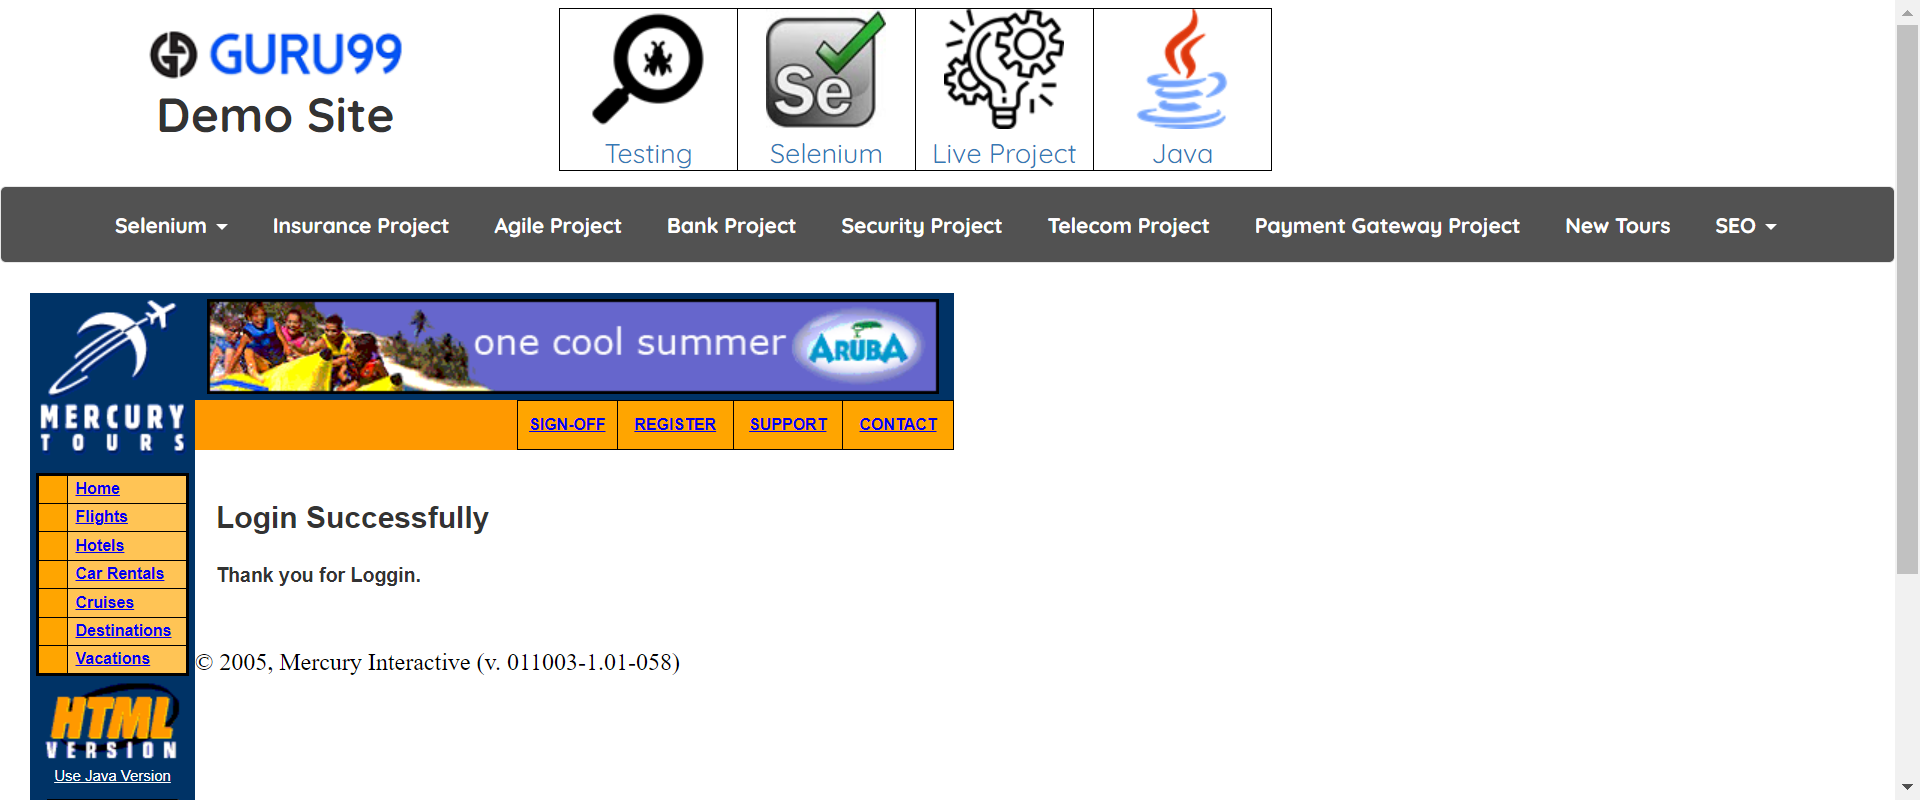 GURU99
Demo Site
Se
Testing
Selenium
Live Project
Java
Selenium
Insurance Project
Agile Project
Bank Project
Security Project
Telecom Project
Payment Gateway Project
New Tours
SEO
MERCURY
TOURS
one cool summer
ARUBA
SIGN-OFF
REGISTER
SUPPORT
CONTACT
Home
Flights
Hotels
Car Rentals
Cruises
Destinations
Vacations
HTML
VERSION
Use Java Version
Login Successfully
Thank you for Loggin.
© 2005, Mercury Interactive (v. 011003-1.01-058)